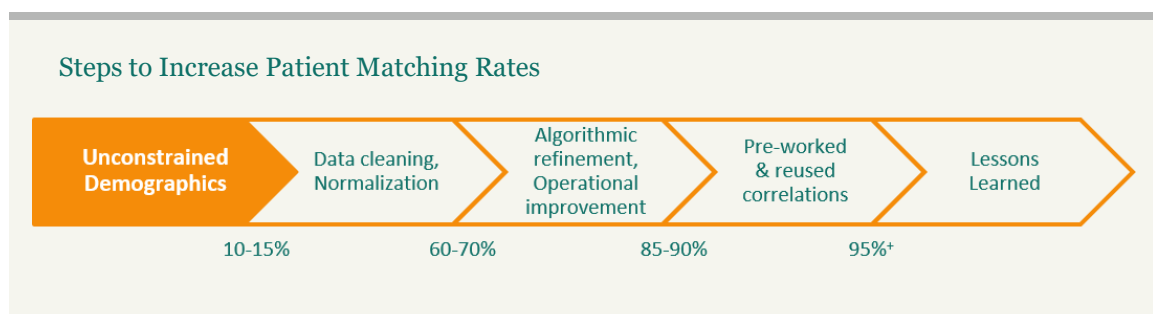 Steps to Increase Patient Matching Rates
Unconstrained
Demographics
Data cleaning,
Normalization
Algorithmic
refinement,
Operational
improvement
Pre-worked
& reused
correlations
Lessons
Learned
10-15%
60-70%
85-90%
95%⁺